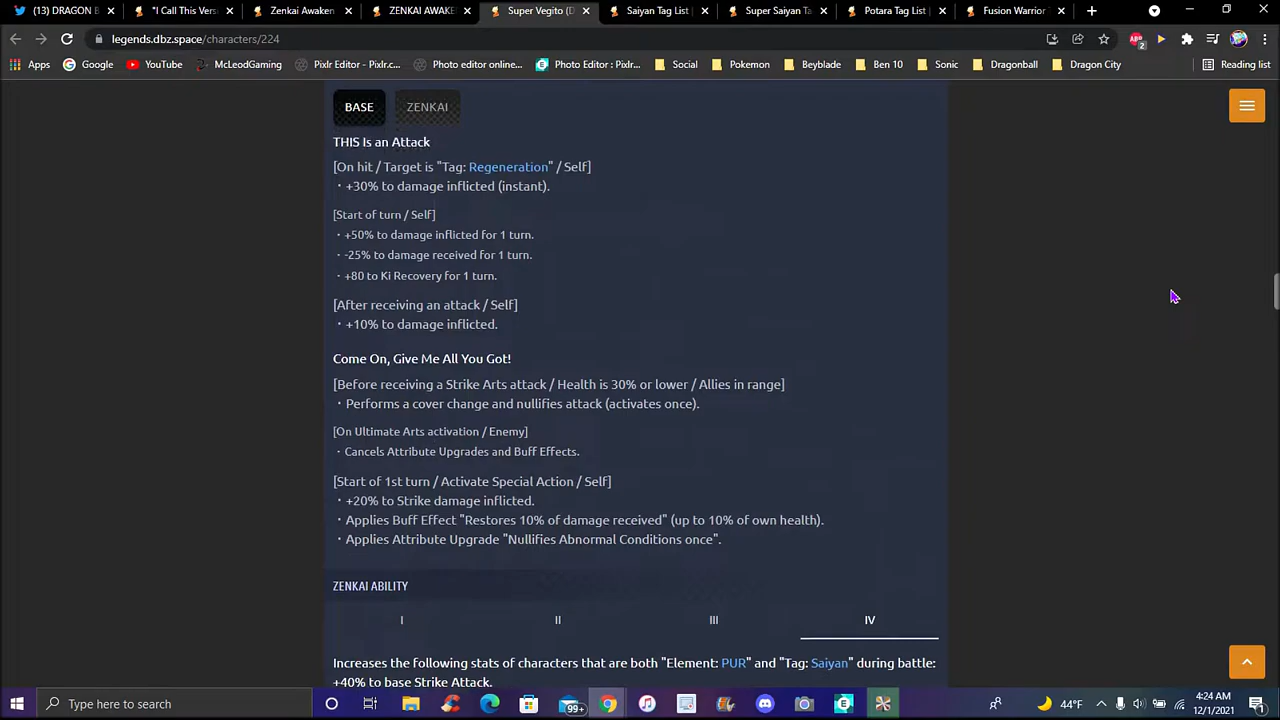 (13) DRAGON B
"I Call This Versi
Zenkai Awaken
ZENKAI AWAKE
Super Vegito (D
Saiyan Tag List |
Super Saiyan Ta
Potara Tag List |
Fusion Warrior T
legends.dbz.space/characters/224
2
Apps
Google
YouTube
McLeodGaming
Pixlr Editor - Pixlr.c...
Photo editor online...
Photo Editor : Pixlr...
Social
Pokemon
Beyblade
Ben 10
Sonic
Dragonball
Dragon City
Reading list
BASE
ZENKAI
THIS Is an Attack
[On hit / Target is "Tag: Regeneration" / Self]
・+30% to damage inflicted (instant).
[Start of turn / Self]
・+50% to damage inflicted for 1 turn.
・-25% to damage received for 1 turn.
・+80 to Ki Recovery for 1 turn.
[After receiving an attack / Self]
・+10% to damage inflicted.
Come On, Give Me All You Got!
[Before receiving a Strike Arts attack / Health is 30% or lower / Allies in range]
・Performs a cover change and nullifies attack (activates once).
[On Ultimate Arts activation / Enemy]
・Cancels Attribute Upgrades and Buff Effects.
[Start of 1st turn / Activate Special Action / Self]
・+20% to Strike damage inflicted.
・Applies Buff Effect "Restores 10% of damage received" (up to 10% of own health).
・Applies Attribute Upgrade "Nullifies Abnormal Conditions once".
ZENKAI ABILITY
I
II
III
IV
Increases the following stats of characters that are both "Element: PUR" and "Tag: Saiyan" during battle:
+40% to base Strike Attack.
Type here to search
99+
44°F
4:24 AM
12/1/2021